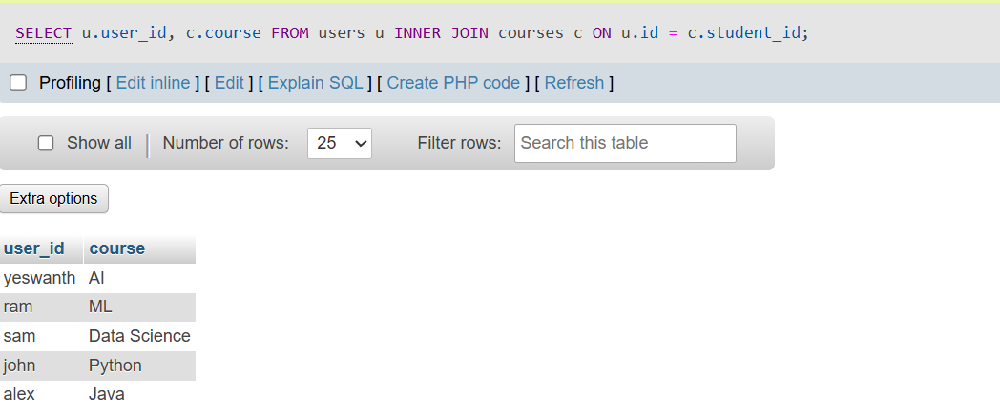 SELECT u.user_id, c.course FROM users u INNER JOIN courses c ON u.id = c.student_id;
Profiling [ Edit inline ] [ Edit ] [ Explain SQL ] [ Create PHP code ] [ Refresh ]
Show all | Number of rows: 25 Filter rows: Search this table
Extra options
user_id course
yeswanth AI
ram ML
sam Data Science
john Python
alex Java